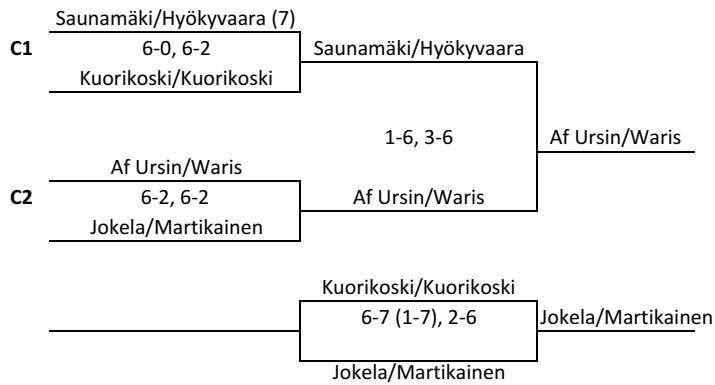 Saunamäki/Hyökyvaara (7)
C1
6-0, 6-2
Saunamäki/Hyökyvaara
Kuorikoski/Kuorikoski
1-6, 3-6
Af Ursin/Waris
Af Ursin/Waris
C2
6-2, 6-2
Af Ursin/Waris
Jokela/Martikainen
Kuorikoski/Kuorikoski
6-7 (1-7), 2-6
Jokela/Martikainen
Jokela/Martikainen